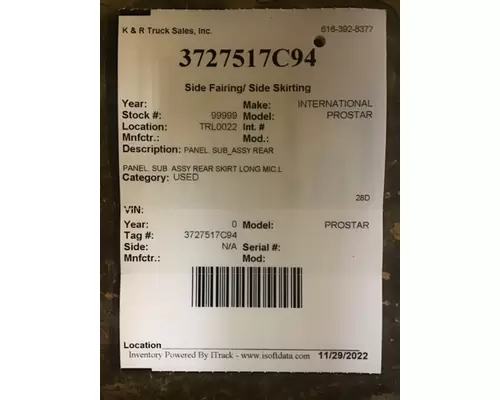 K & R Truck Sales, Inc. 616-392-8377
3727517C94
Side Fairing/ Side Skirting
Year: Make: INTERNATIONAL
Stock #: 99999 Model: PROSTAR
Location: TRL0022 Int. #
Mnfctr.: Mod.:
Description: PANEL. SUB_ASSY REAR
PANEL. SUB ASSY REAR SKIRT LONG MIC,L
Category: USED
28D
VIN:
Year: 0 Model: PROSTAR
Tag #: 3727517C94
Side: N/A Serial #:
Mnfctr.: Mod:
Location
Inventory Powered By ITrack - www.isoftdata.com 11/29/2022